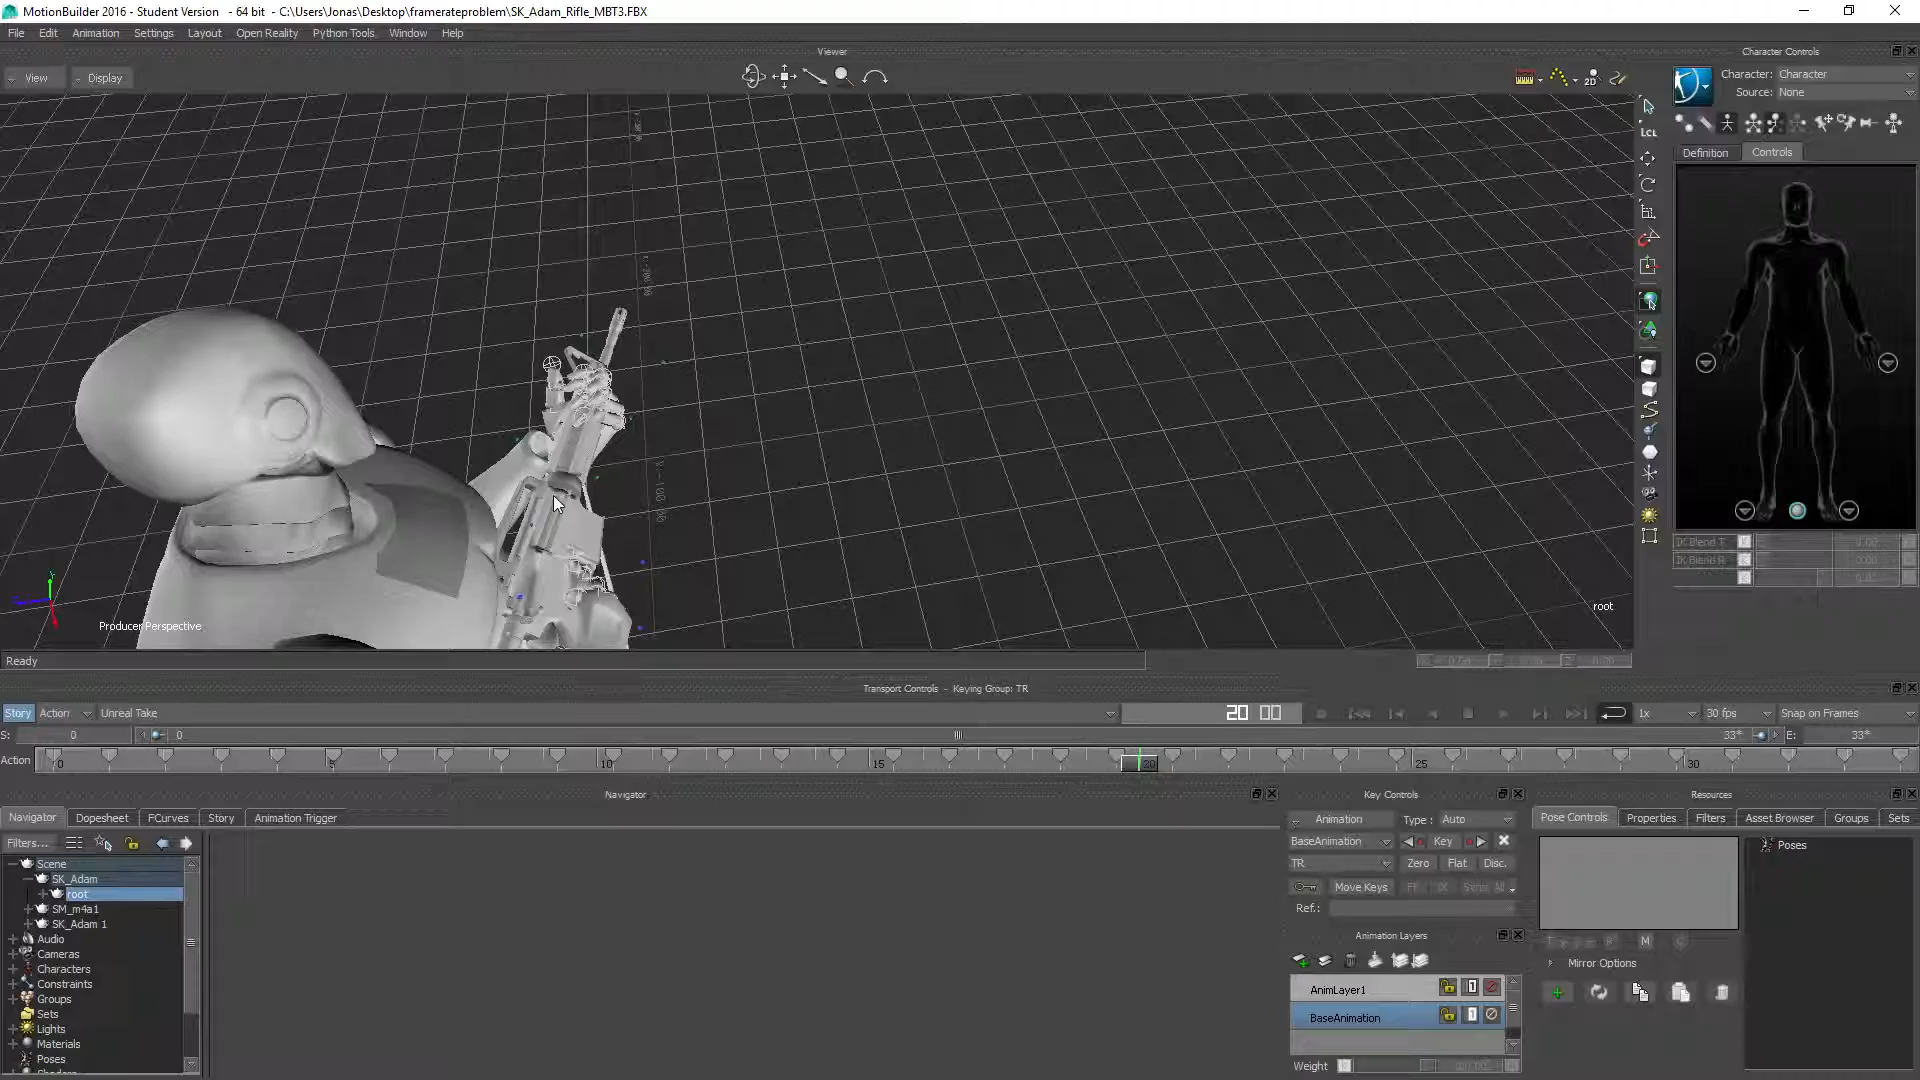 MotionBuilder 2016 - Student Version - 64 bit - C:\Users\Jonas\Desktop\framerateproblem\SK_Adam_Rifle_MBT3.FBX
File Edit Animation Settings Layout Open Reality Python Tools Window Help
Viewer
Character Controls
View Display
2D
Character: Character
Source: None
LCL
Definition Controls
root
Producer Perspective
Ready
Transport Controls - Keying Group: TR
Story Action Unreal Take
20 00
1x 30 fps Snap on Frames
S: 0 0
33* E: 33*
Action 0 5 10 15 20 25 30
Navigator
Key Controls
Resources
Navigator Dopesheet FCurves Story Animation Trigger
Animation Type: Auto
Pose Controls Properties Filters Asset Browser Groups Sets
Filters...
BaseAnimation Key
TR Zero Flat Disc.
Move Keys
Ref.:
Poses
Scene
SK_Adam
root
SM_m4a1
SK_Adam 1
Audio
Cameras
Characters
Constraints
Groups
Sets
Lights
Materials
Poses
Animation Layers
AnimLayer1
BaseAnimation
Weight
M
Mirror Options